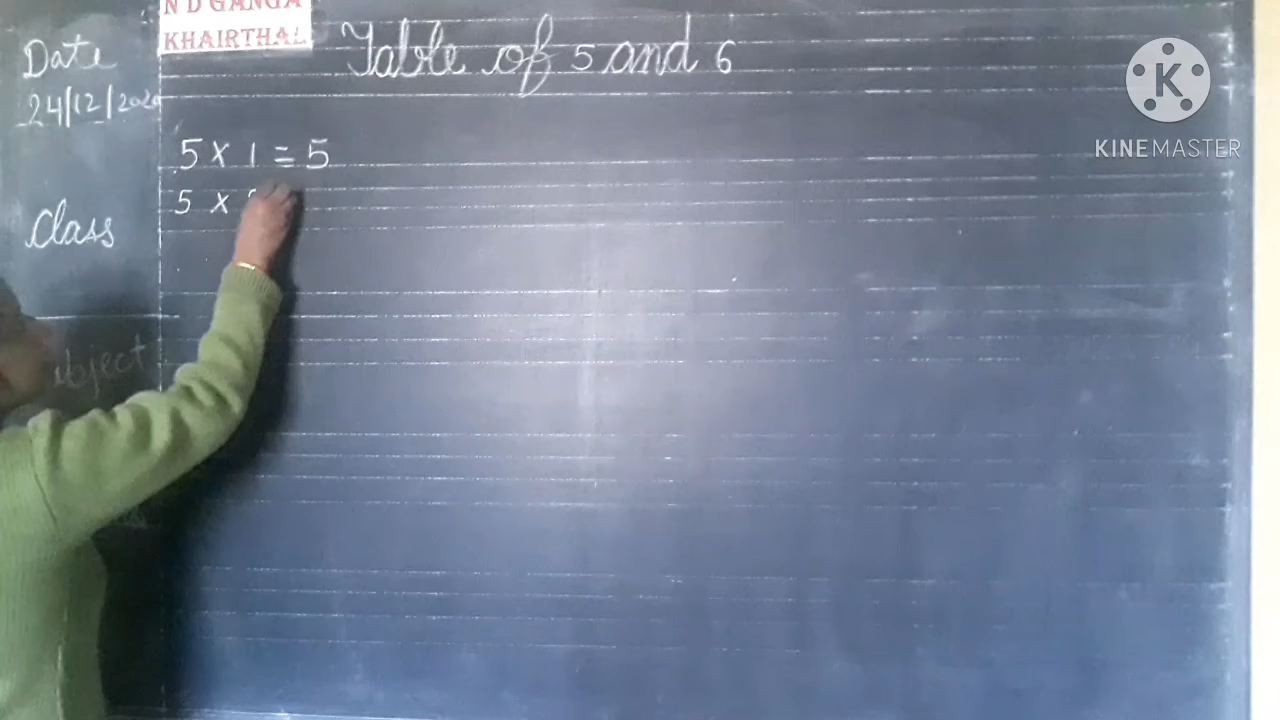 N D GANGA
KHAIRTHAL
Table of 5 and 6
Date
24/12/2020
5 x 1 = 5
5 x
Class
ubject
KINEMASTER